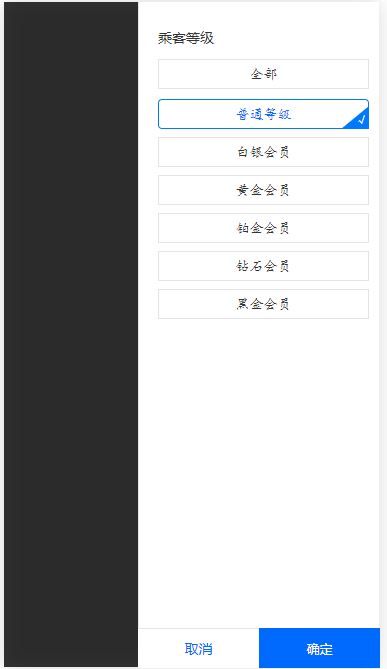 乘客等级
全部
普通等级
白银会员
黄金会员
铂金会员
钻石会员
黑金会员
取消
确定